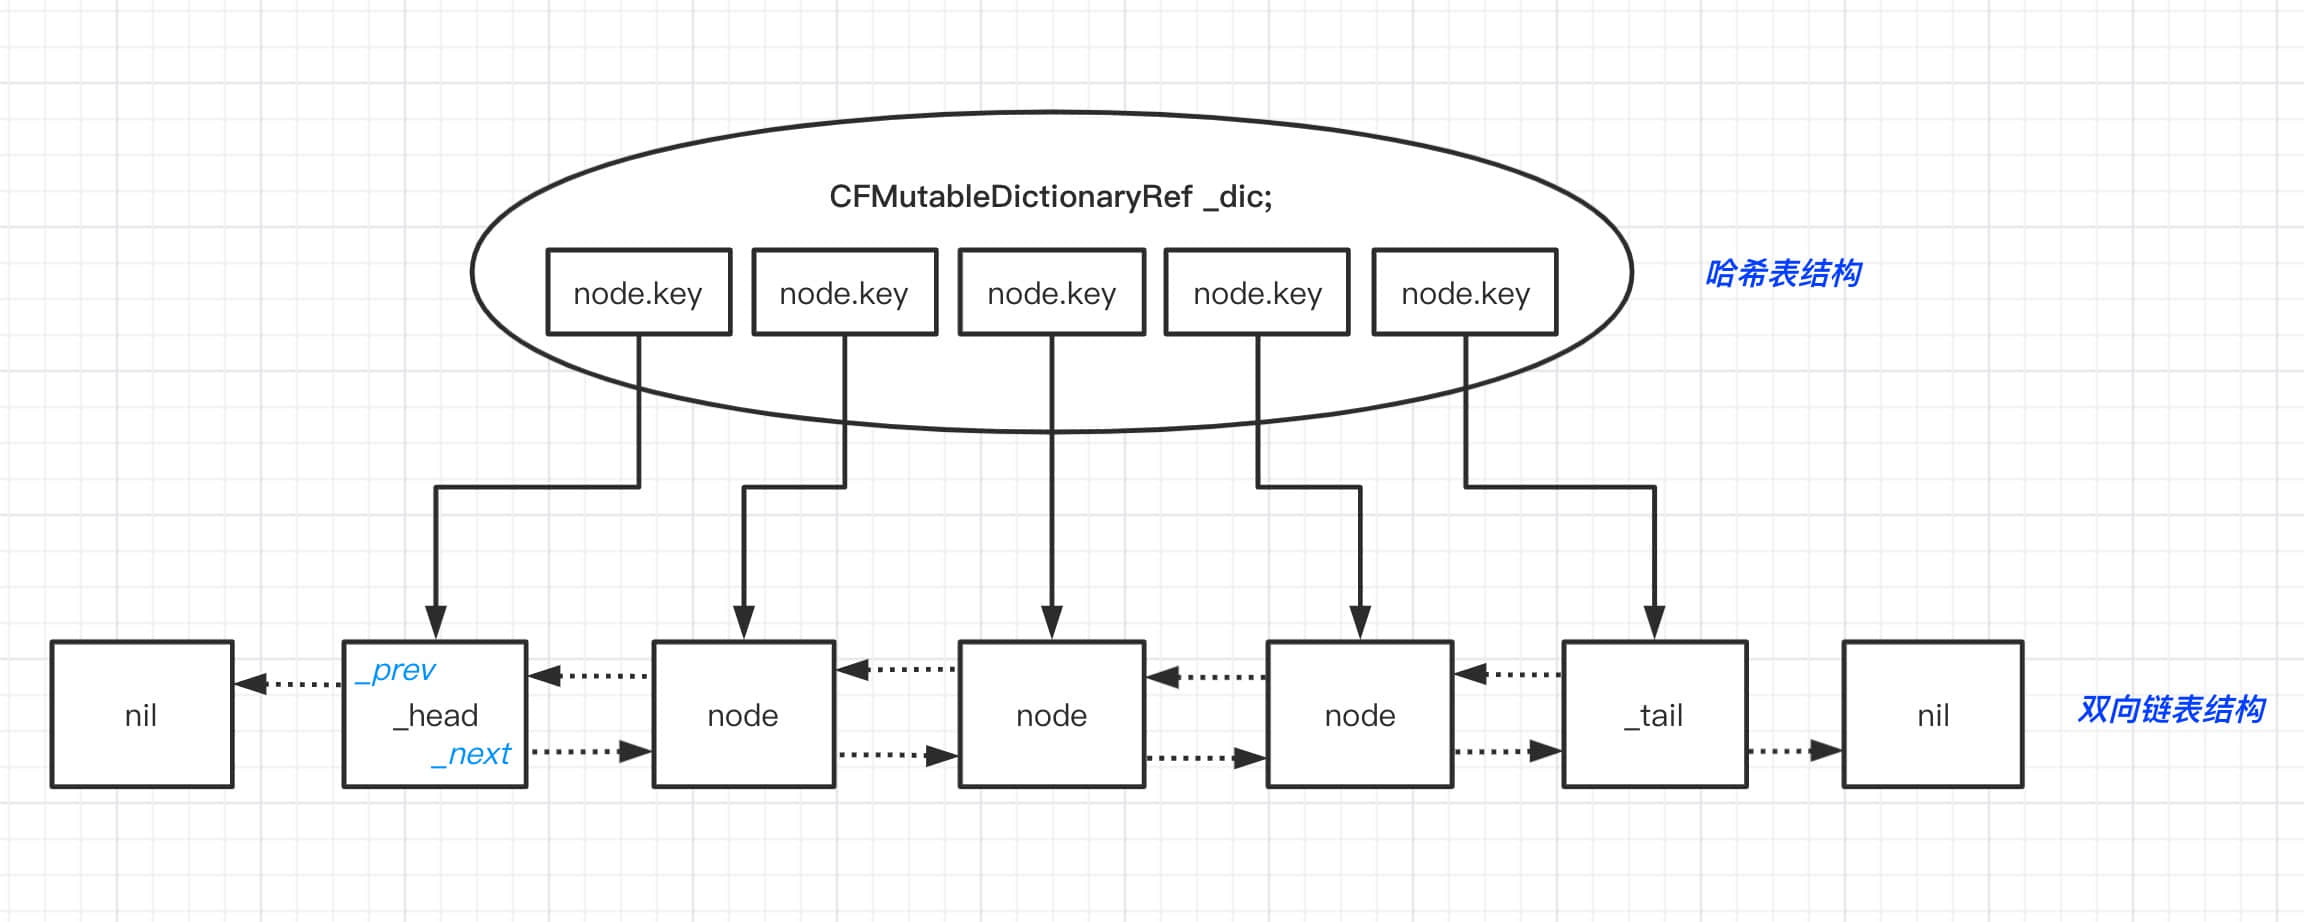 CFMutableDictionaryRef _dic;
node.key
node.key
node.key
node.key
node.key
哈希表结构
nil
_prev
_head
_next
node
node
node
_tail
nil
双向链表结构